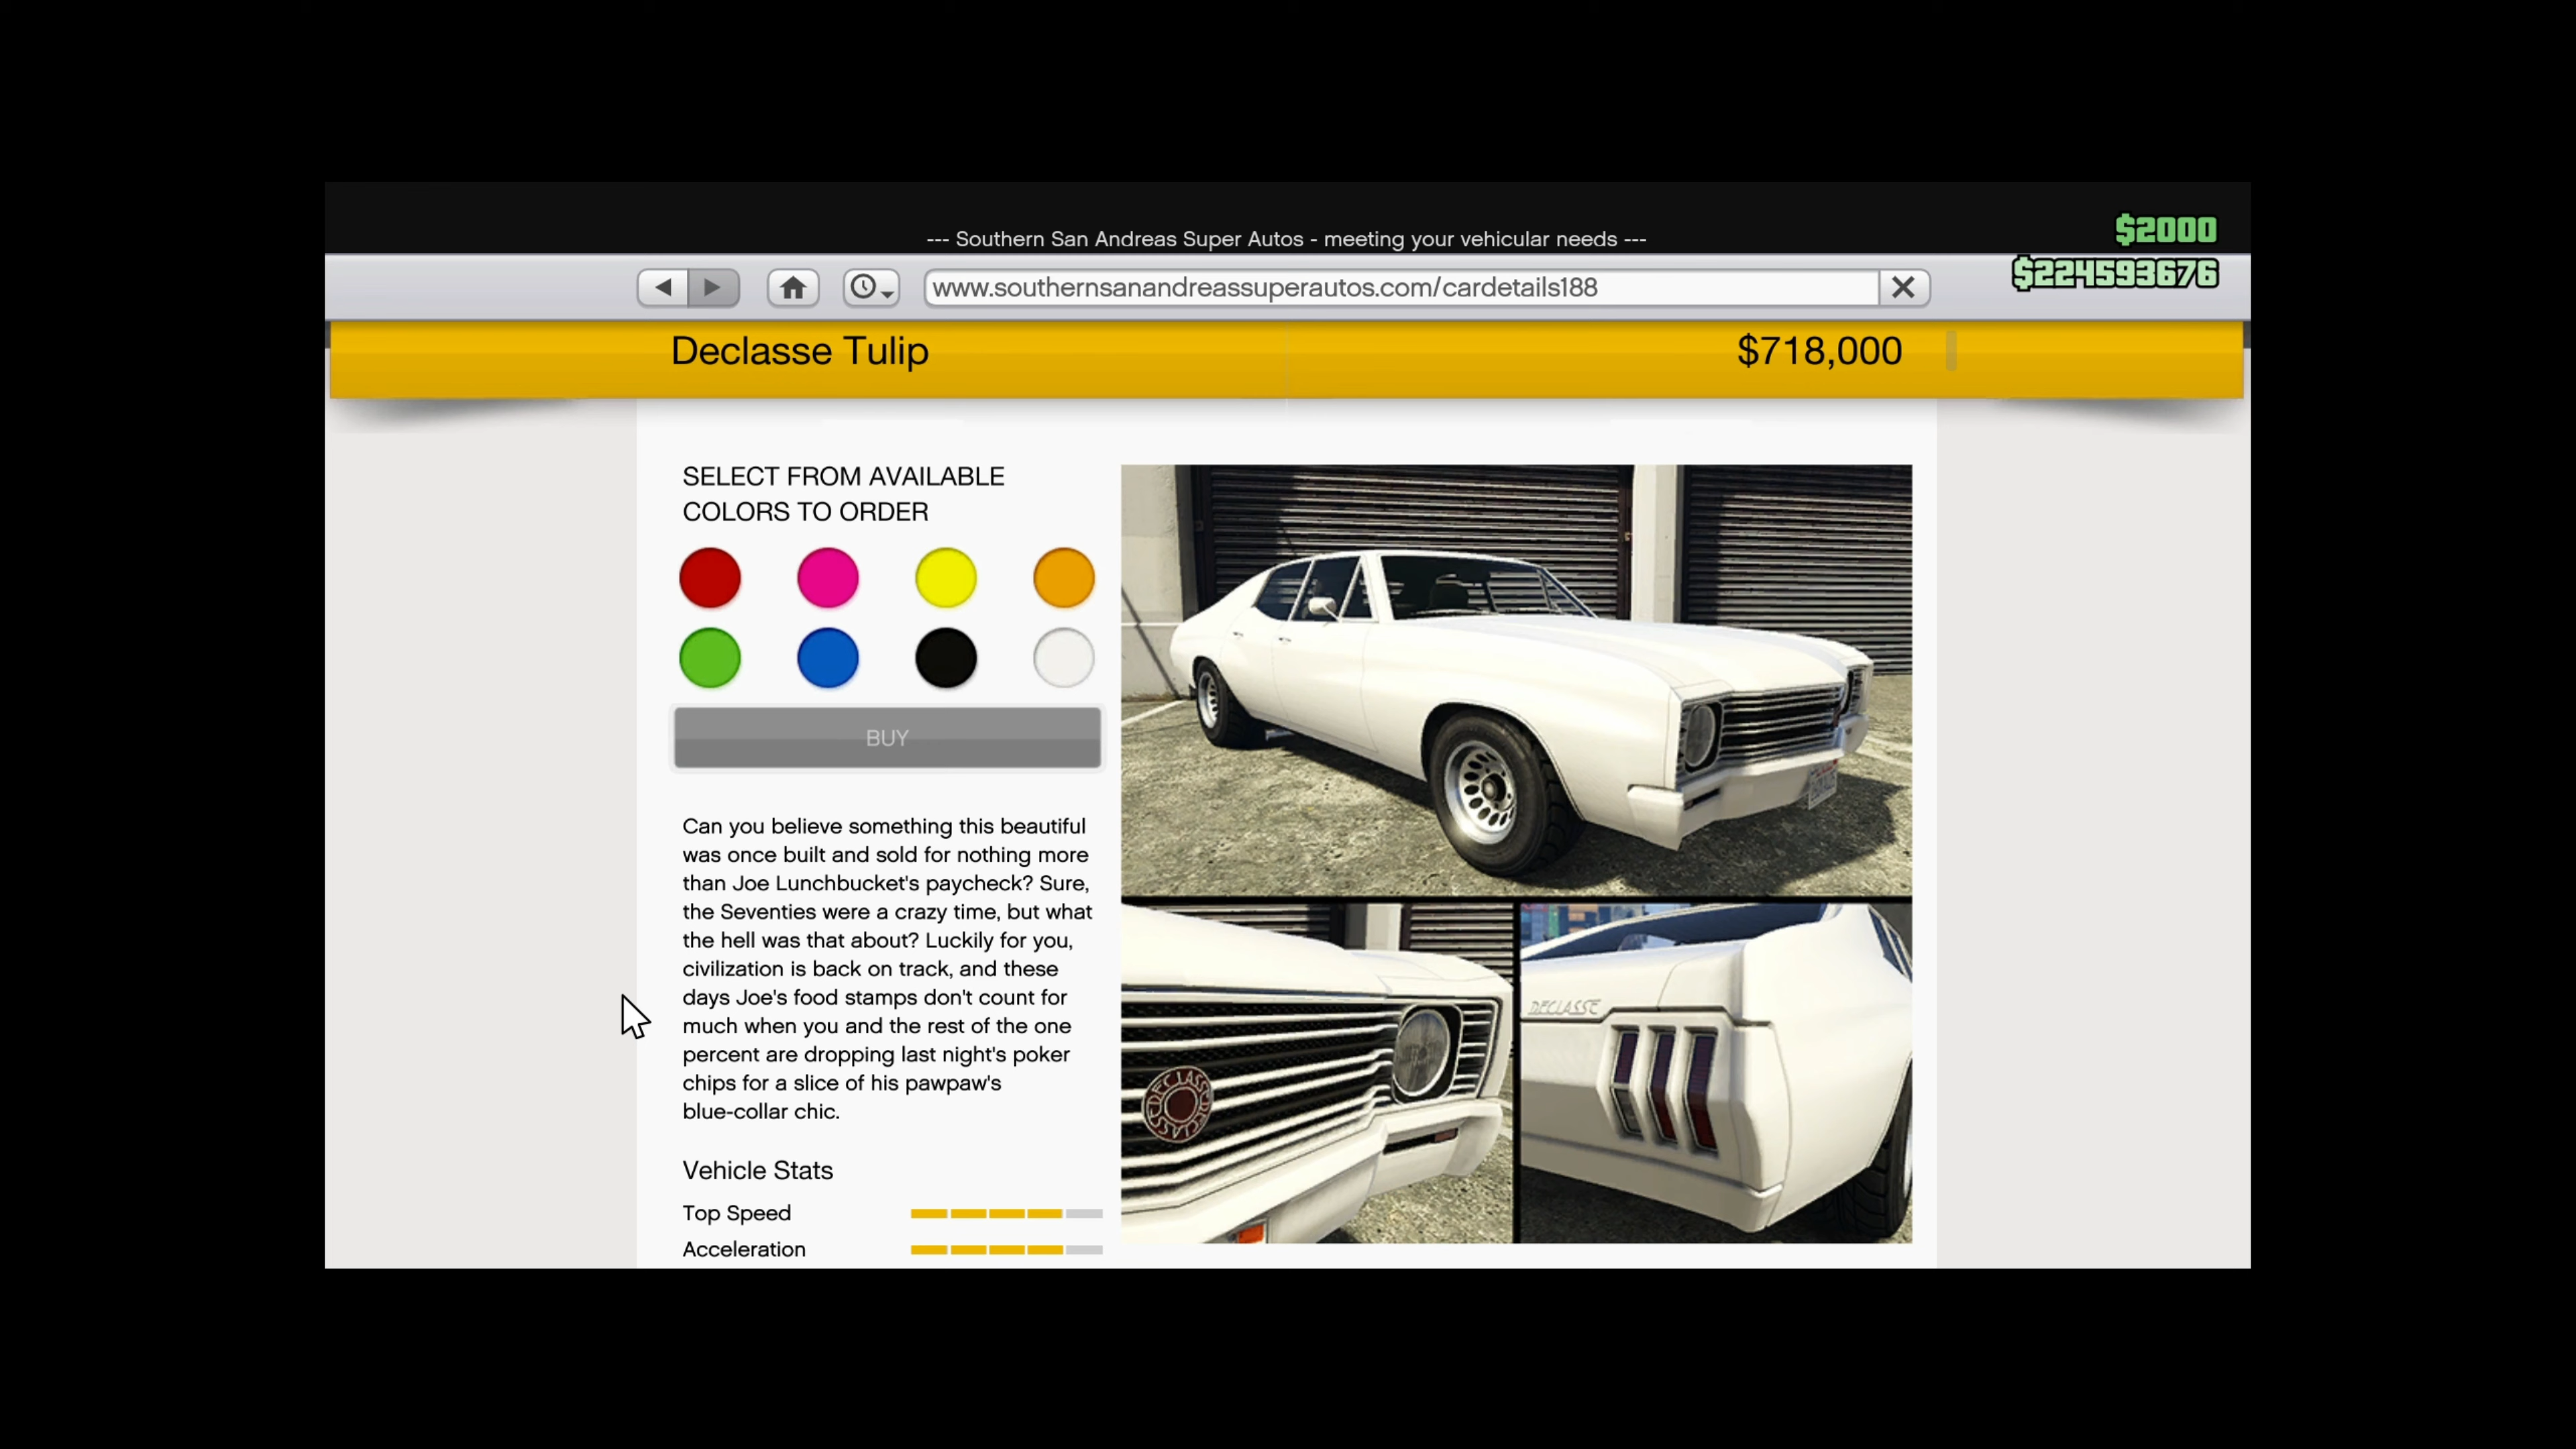 --- Southern San Andreas Super Autos - meeting your vehicular needs ---
$2000
www.southernsanandreassuperautos.com/cardetails188
$224593676
Declasse Tulip
$718,000
SELECT FROM AVAILABLE
COLORS TO ORDER
BUY
Can you believe something this beautiful
was once built and sold for nothing more
than Joe Lunchbucket's paycheck? Sure,
the Seventies were a crazy time, but what
the hell was that about? Luckily for you,
civilization is back on track, and these
days Joe's food stamps don't count for
much when you and the rest of the one
percent are dropping last night's poker
chips for a slice of his pawpaw's
blue-collar chic.
Vehicle Stats
Top Speed
Acceleration
DECLASSE
DECLASSE
DECLASSE